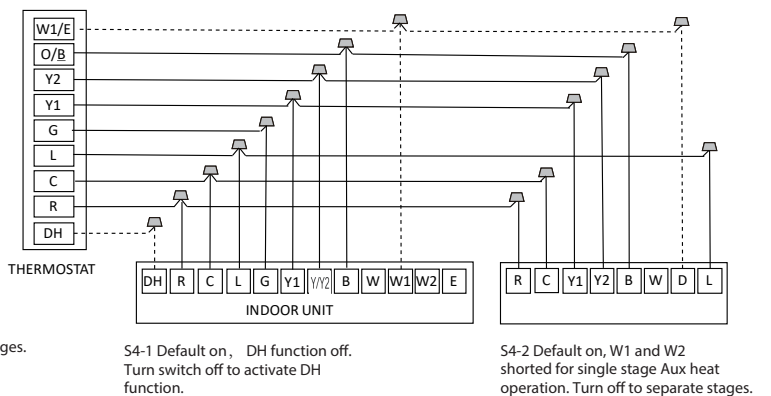 W1/E
O/B
Y2
Y1
G
L
C
R
DH
THERMOSTAT
DH R C L G Y1 Y/Y2 B W W1 W2 E
INDOOR UNIT
R C Y1 Y2 B W D L
ges.
S4-1 Default on， DH function off.
Turn switch off to activate DH
function.
S4-2 Default on, W1 and W2
shorted for single stage Aux heat
operation. Turn off to separate stages.